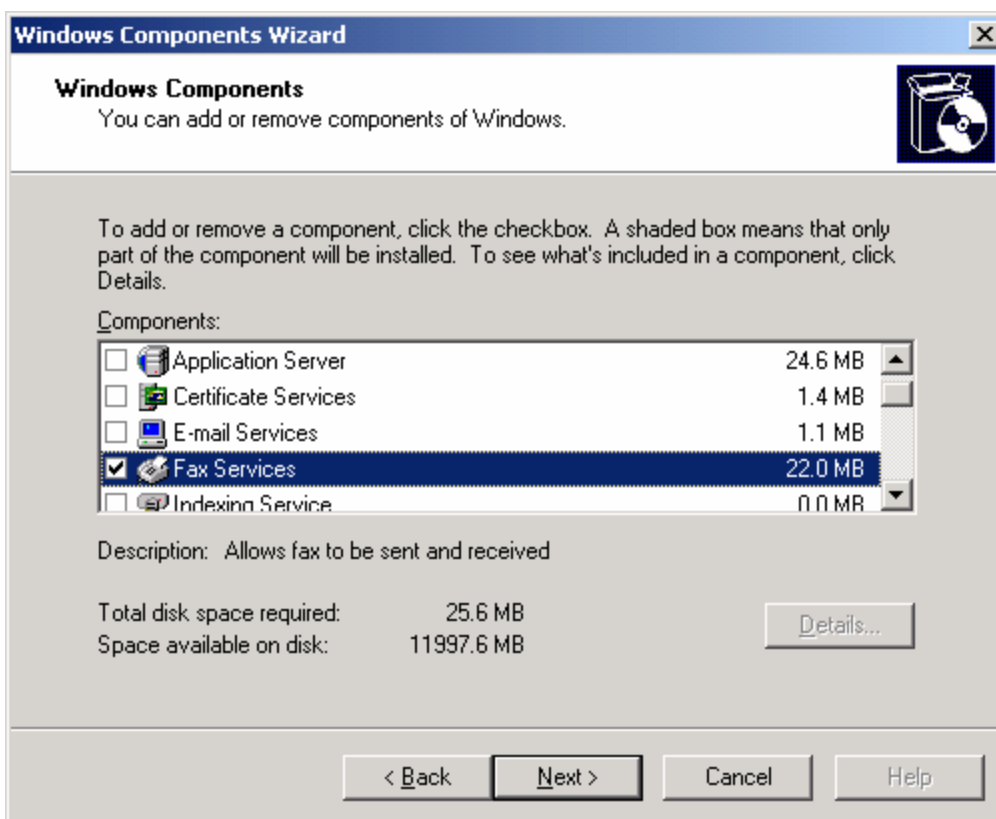 Windows Components Wizard
Windows Components
You can add or remove components of Windows.
To add or remove a component, click the checkbox. A shaded box means that only
part of the component will be installed. To see what's included in a component, click
Details.
Components:
Application Server 24.6 MB
Certificate Services 1.4 MB
E-mail Services 1.1 MB
Fax Services 22.0 MB
Indexing Service 0.0 MB
Description: Allows fax to be sent and received
Total disk space required: 25.6 MB
Space available on disk: 11997.6 MB
Details...
< Back Next > Cancel Help